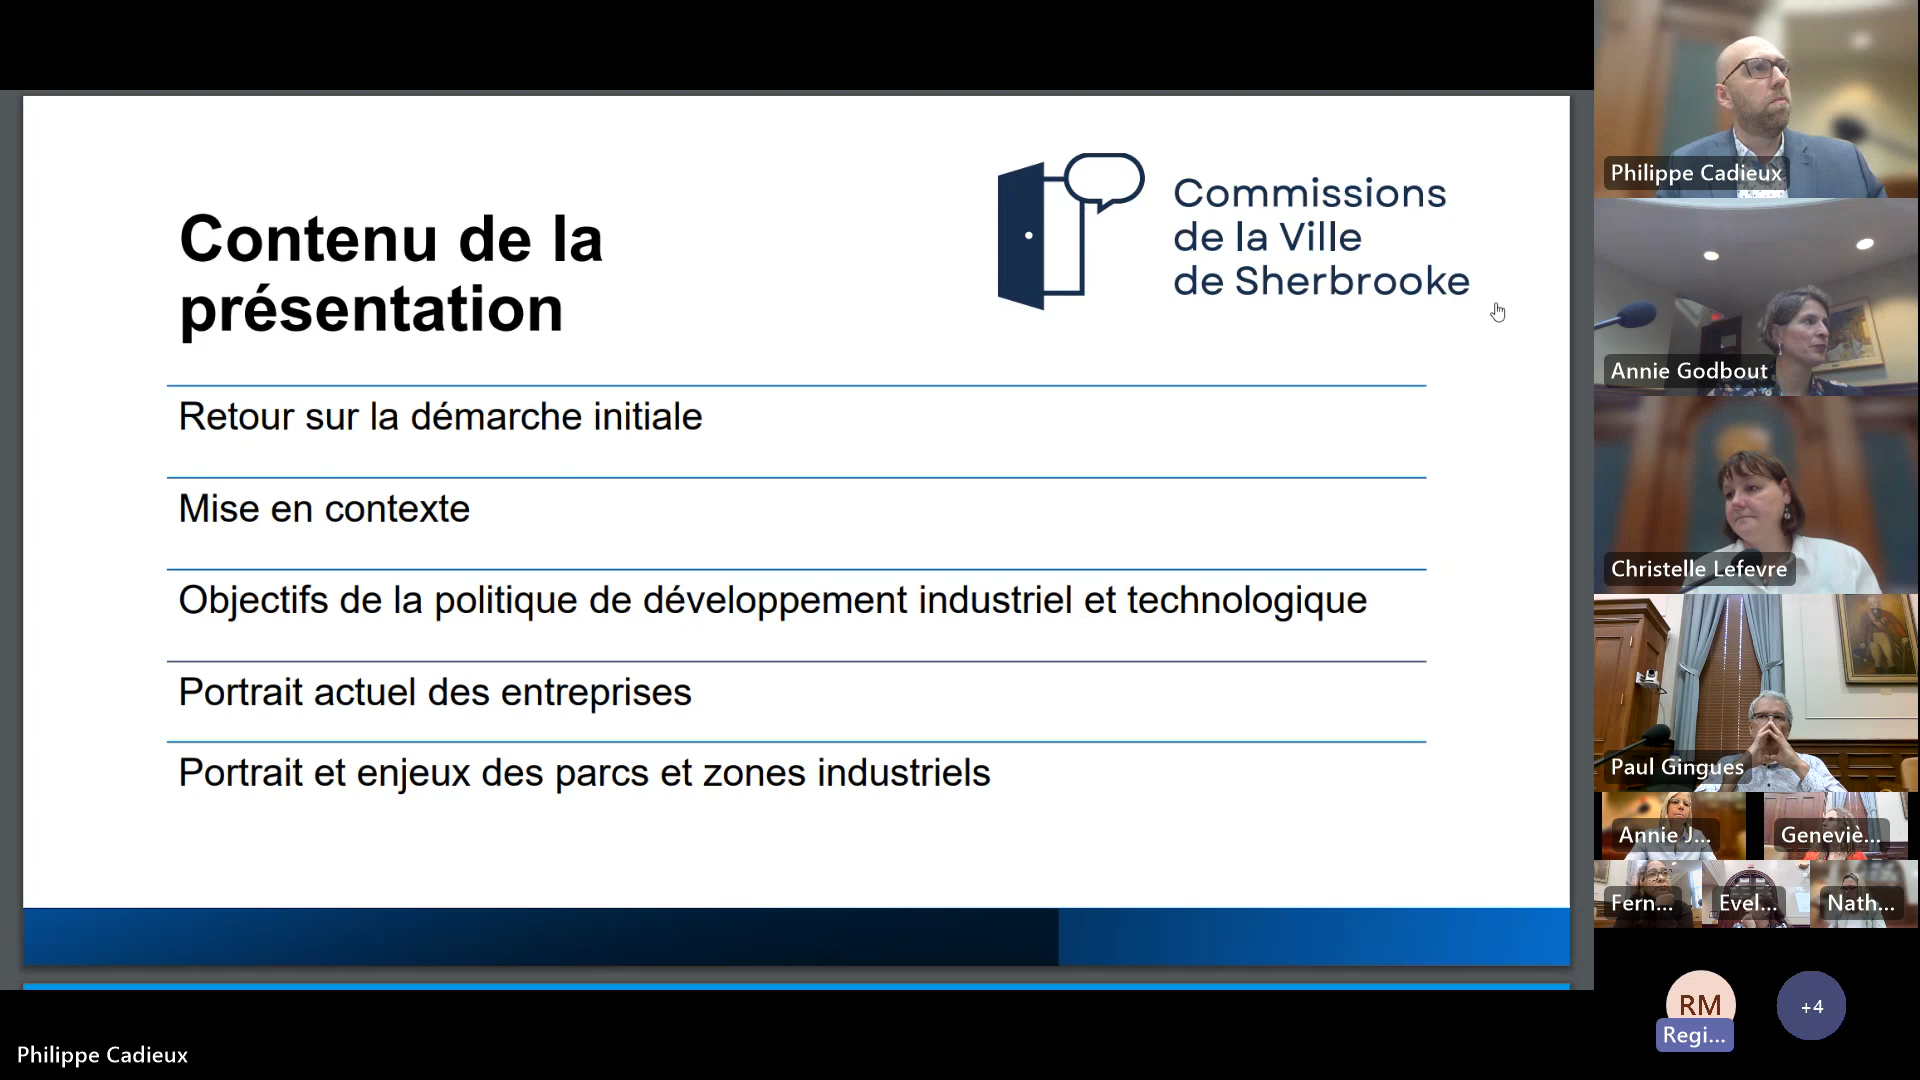 Contenu de la
présentation
Commissions
de la Ville
de Sherbrooke
Retour sur la démarche initiale
Mise en contexte
Objectifs de la politique de développement industriel et technologique
Portrait actuel des entreprises
Portrait et enjeux des parcs et zones industriels
Philippe Cadieux
Annie Godbout
Christelle Lefevre
Paul Gingues
Annie J...
Geneviè...
Fern...
Evel...
Nath...
RM
Regi...
+4
Philippe Cadieux